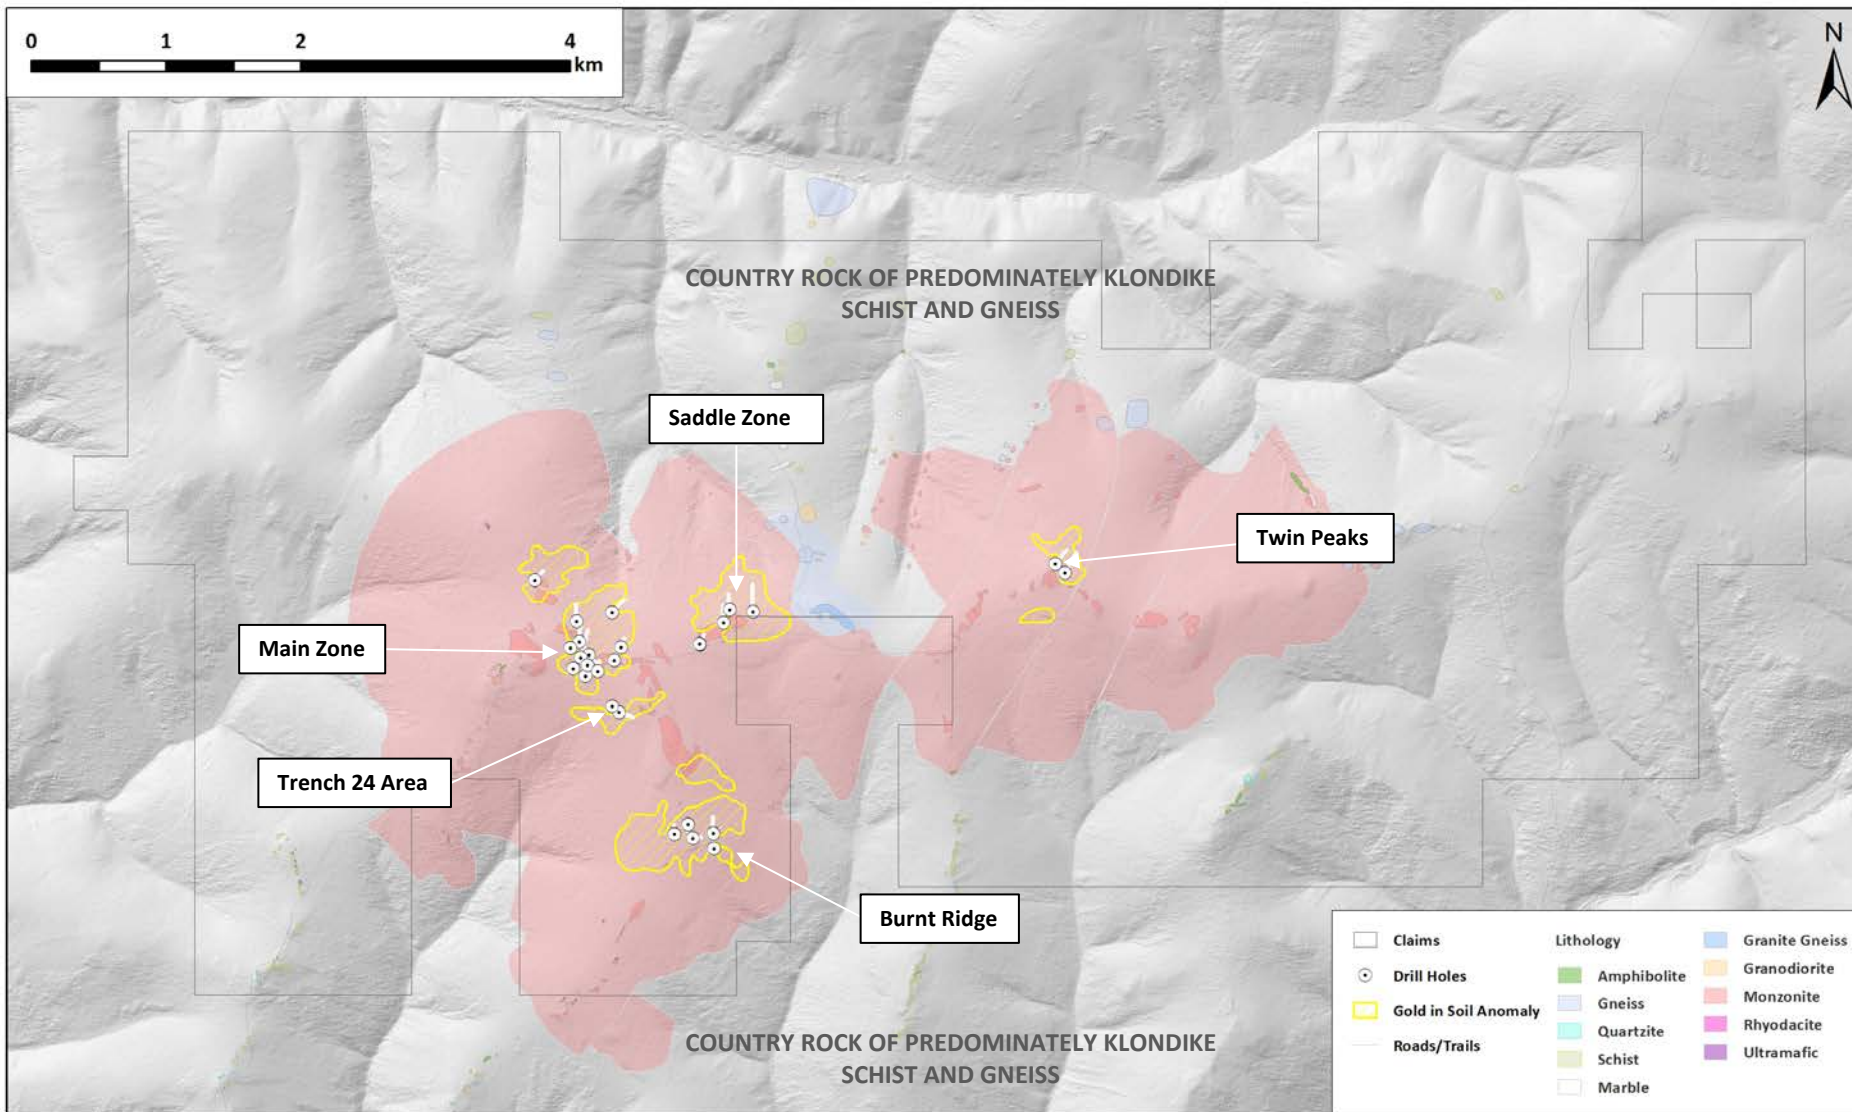 0 1 2 4
km
N
COUNTRY ROCK OF PREDOMINATELY KLONDIKE
SCHIST AND GNEISS
Saddle Zone
Twin Peaks
Main Zone
Trench 24 Area
Burnt Ridge
COUNTRY ROCK OF PREDOMINATELY KLONDIKE
SCHIST AND GNEISS
Claims
Drill Holes
Gold in Soil Anomaly
Roads/Trails
Lithology
Amphibolite
Gneiss
Quartzite
Schist
Marble
Granite Gneiss
Granodiorite
Monzonite
Rhyodacite
Ultramafic